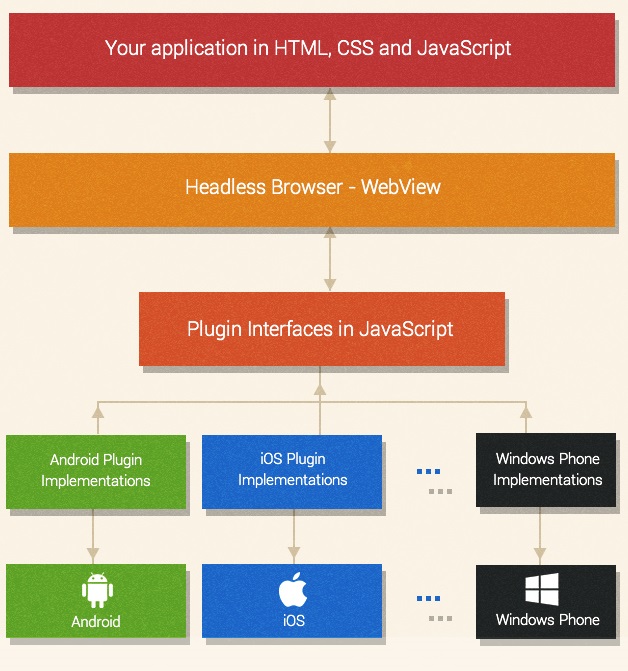 Your application in HTML, CSS and JavaScript
Headless Browser - WebView
Plugin Interfaces in JavaScript
Android Plugin
Implementations
iOS Plugin
Implementations
Windows Phone
Implementations
Android
iOS
Windows Phone